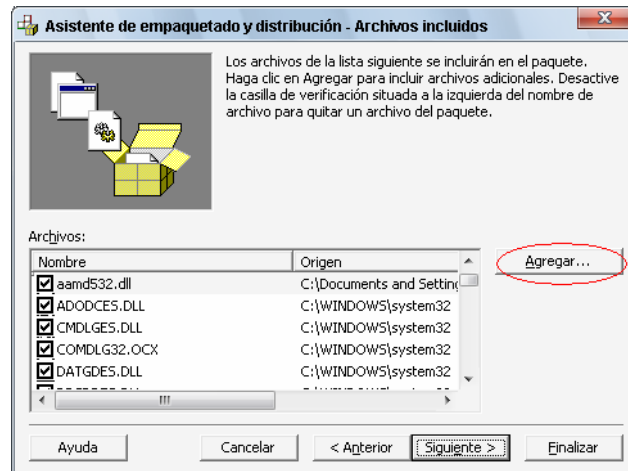 Asistente de empaquetado y distribución - Archivos incluidos
Los archivos de la lista siguiente se incluirán en el paquete.
Haga clic en Agregar para incluir archivos adicionales. Desactive
la casilla de verificación situada a la izquierda del nombre de
archivo para quitar un archivo del paquete.
Archivos:
Nombre Origen
aamd532.dll C:\Documents and Setting
ADODCES.DLL C:\WINDOWS\system32
CMDLGES.DLL C:\WINDOWS\system32
COMDLG32.OCX C:\WINDOWS\system32
DATGDES.DLL C:\WINDOWS\system32
Agregar...
Ayuda Cancelar < Anterior Siguiente > Finalizar